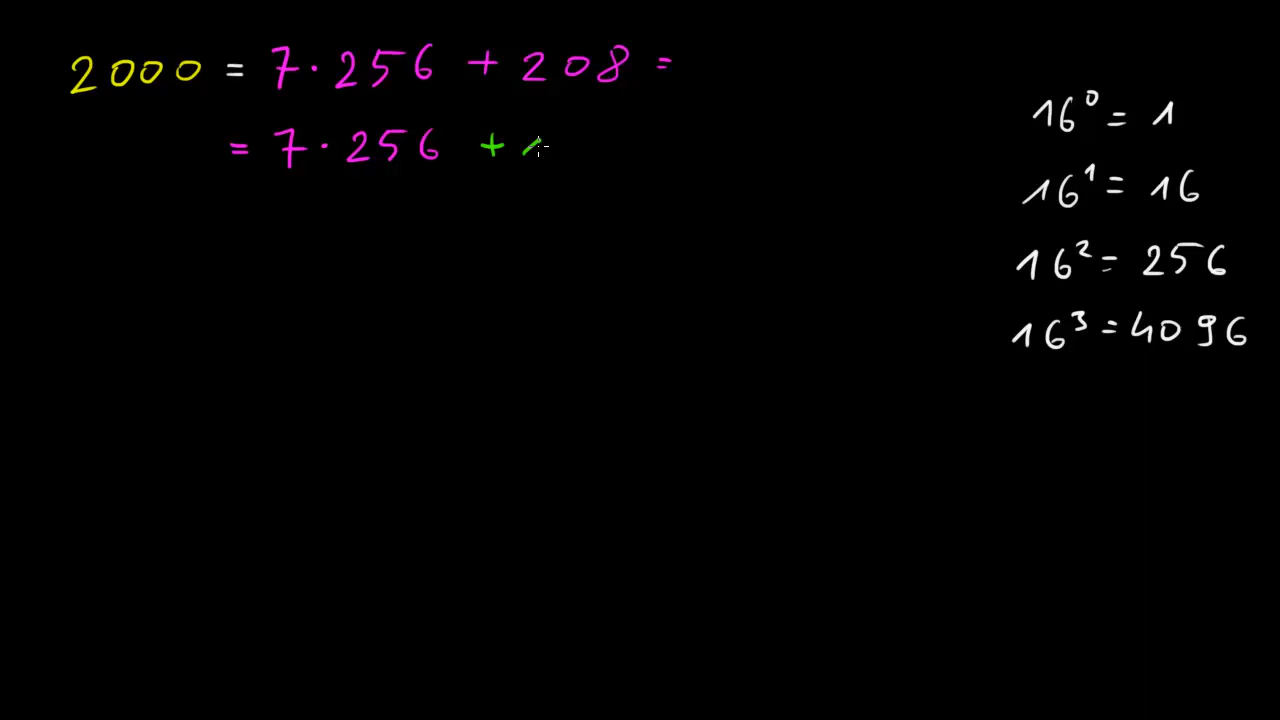 2000 = 7·256 + 208 =
= 7·256 +
16⁰ = 1
16¹ = 16
16² = 256
16³ = 4096